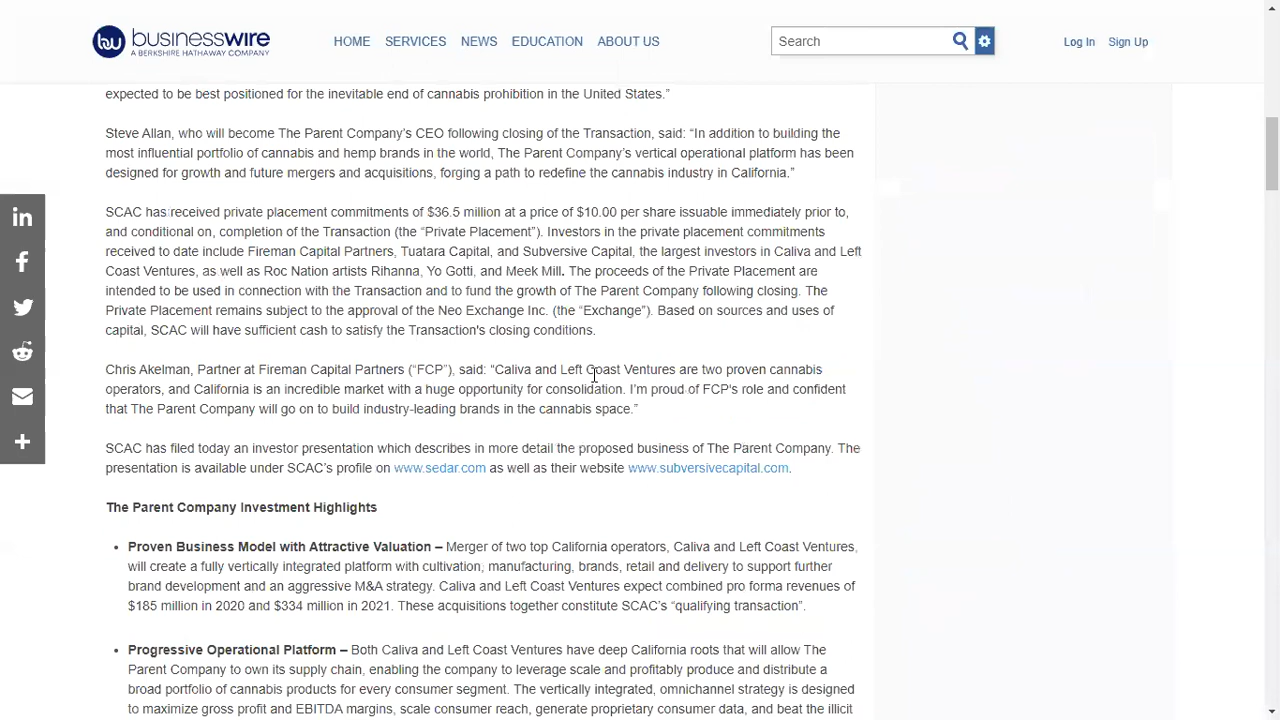 businesswire
A BERKSHIRE HATHAWAY COMPANY
HOME SERVICES NEWS EDUCATION ABOUT US
Search
Log In Sign Up
expected to be best positioned for the inevitable end of cannabis prohibition in the United States.”
Steve Allan, who will become The Parent Company’s CEO following closing of the Transaction, said: “In addition to building the
most influential portfolio of cannabis and hemp brands in the world, The Parent Company’s vertical operational platform has been
designed for growth and future mergers and acquisitions, forging a path to redefine the cannabis industry in California.”
SCAC has received private placement commitments of $36.5 million at a price of $10.00 per share issuable immediately prior to,
and conditional on, completion of the Transaction (the “Private Placement”). Investors in the private placement commitments
received to date include Fireman Capital Partners, Tuatara Capital, and Subversive Capital, the largest investors in Caliva and Left
Coast Ventures, as well as Roc Nation artists Rihanna, Yo Gotti, and Meek Mill. The proceeds of the Private Placement are
intended to be used in connection with the Transaction and to fund the growth of The Parent Company following closing. The
Private Placement remains subject to the approval of the Neo Exchange Inc. (the “Exchange”). Based on sources and uses of
capital, SCAC will have sufficient cash to satisfy the Transaction's closing conditions.
Chris Akelman, Partner at Fireman Capital Partners (“FCP”), said: “Caliva and Left Coast Ventures are two proven cannabis
operators, and California is an incredible market with a huge opportunity for consolidation. I’m proud of FCP's role and confident
that The Parent Company will go on to build industry-leading brands in the cannabis space.”
SCAC has filed today an investor presentation which describes in more detail the proposed business of The Parent Company. The
presentation is available under SCAC’s profile on www.sedar.com as well as their website www.subversivecapital.com.
The Parent Company Investment Highlights
• Proven Business Model with Attractive Valuation – Merger of two top California operators, Caliva and Left Coast Ventures,
will create a fully vertically integrated platform with cultivation, manufacturing, brands, retail and delivery to support further
brand development and an aggressive M&A strategy. Caliva and Left Coast Ventures expect combined pro forma revenues of
$185 million in 2020 and $334 million in 2021. These acquisitions together constitute SCAC’s “qualifying transaction”.
• Progressive Operational Platform – Both Caliva and Left Coast Ventures have deep California roots that will allow The
Parent Company to own its supply chain, enabling the company to leverage scale and profitably produce and distribute a
broad portfolio of cannabis products for every consumer segment. The vertically integrated, omnichannel strategy is designed
to maximize gross profit and EBITDA margins, scale consumer reach, generate proprietary consumer data, and beat the illicit